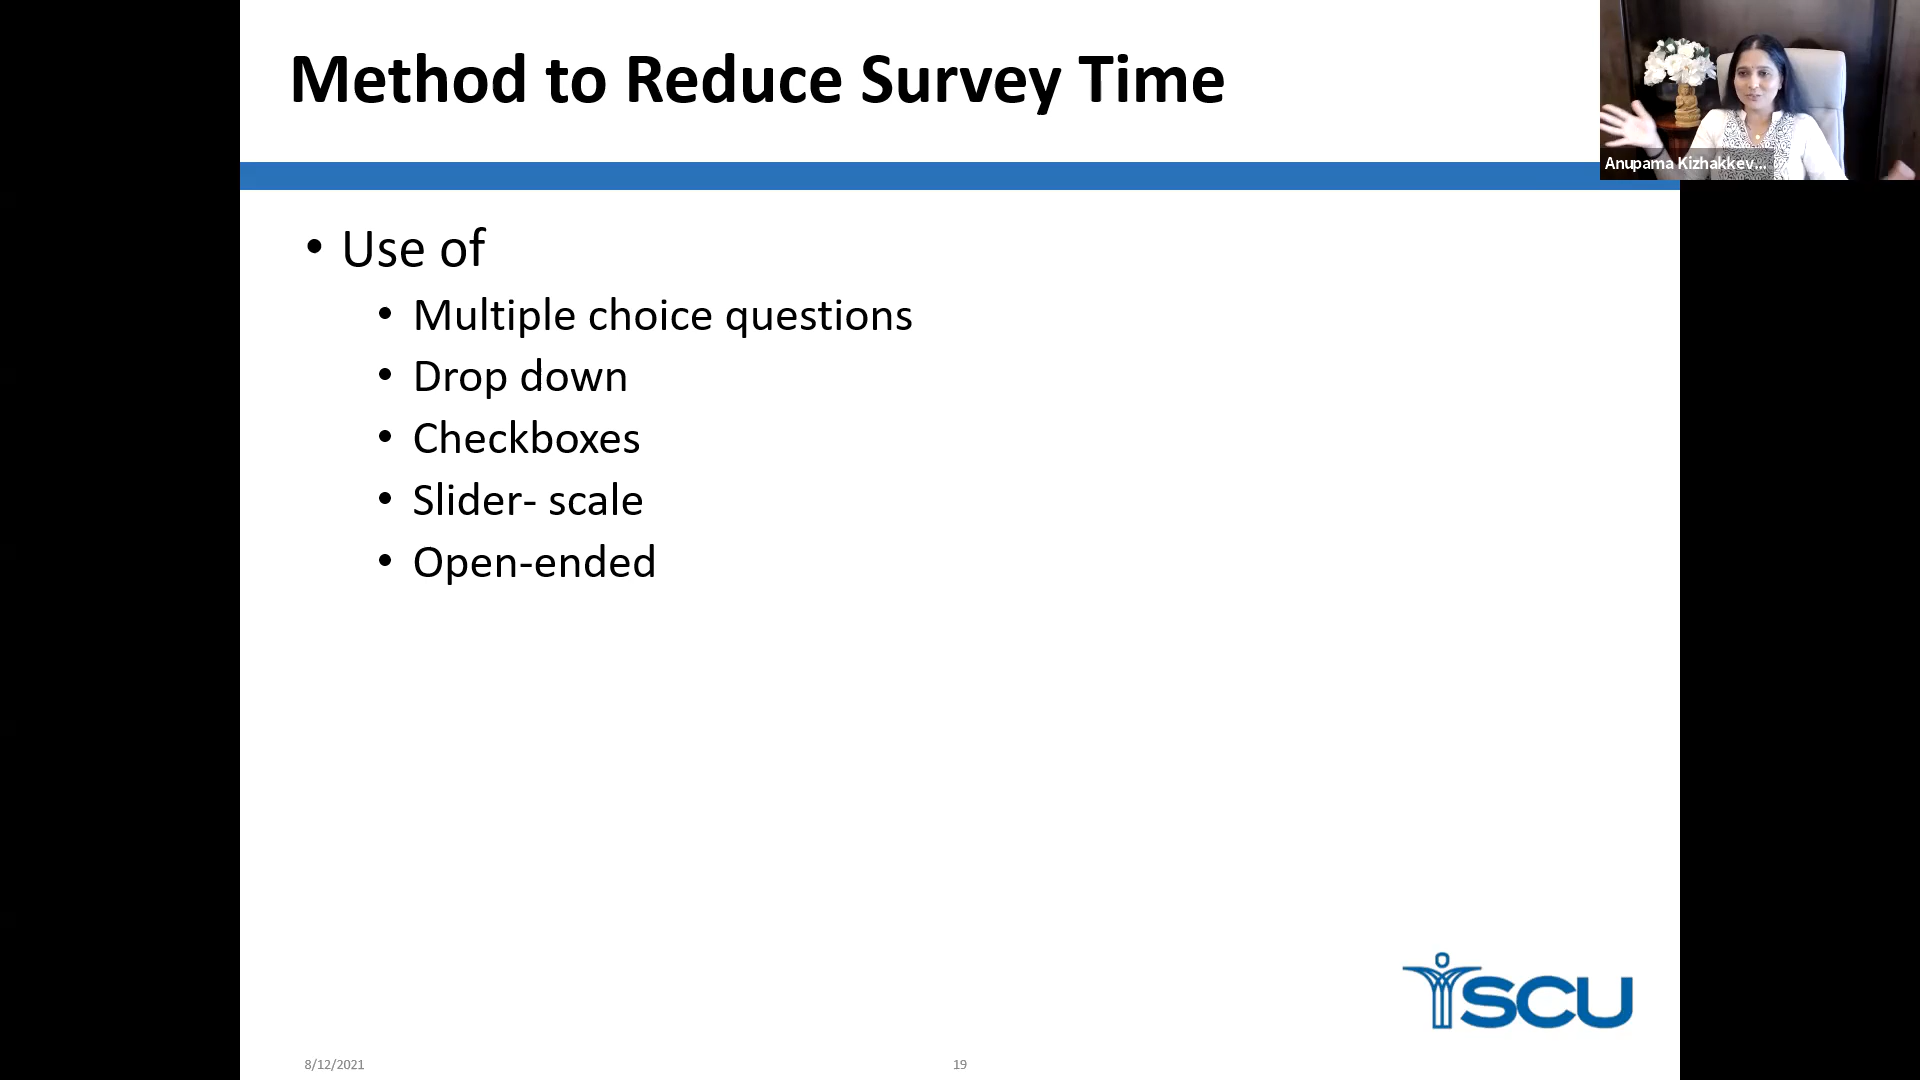 Method to Reduce Survey Time
Anupama Kizhakkev...
• Use of
• Multiple choice questions
• Drop down
• Checkboxes
• Slider- scale
• Open-ended
SCU
8/12/2021
19